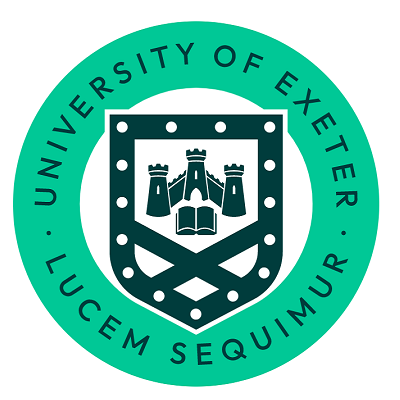 UNIVERSITY OF EXETER
· LUCEM SEQUIMUR ·